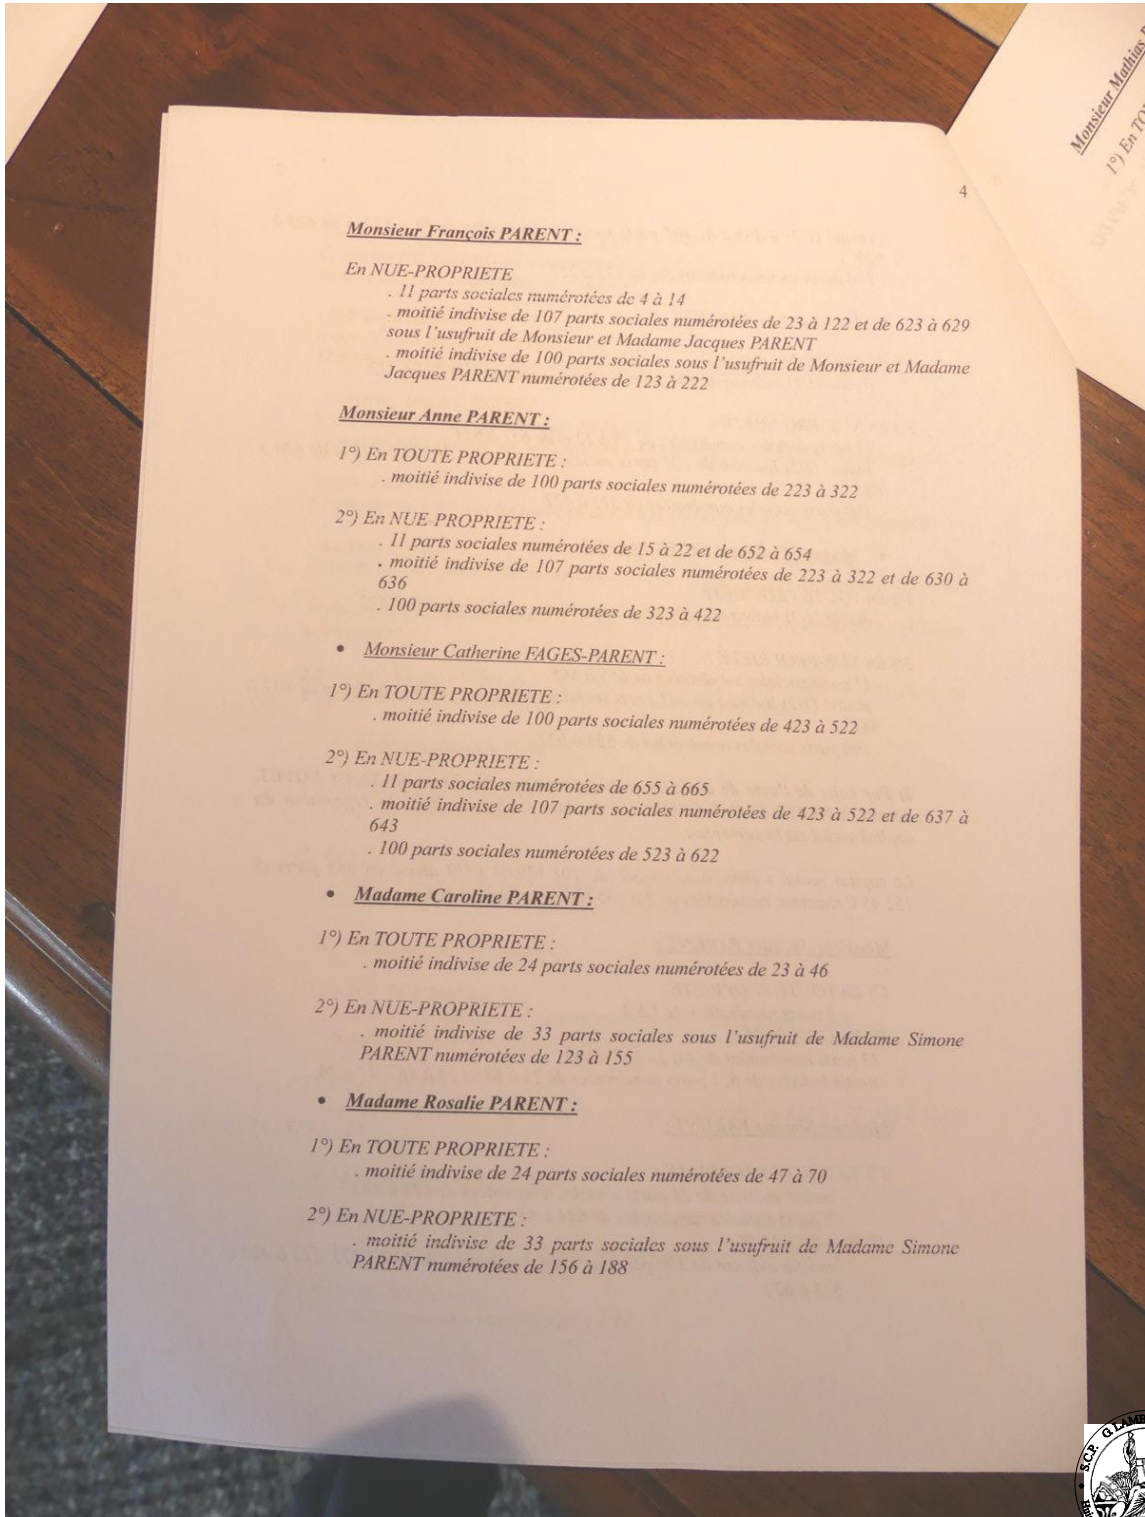 Monsieur Mathias
1°) En TO
4
Monsieur François PARENT :
En NUE-PROPRIETE
. 11 parts sociales numérotées de 4 à 14
. moitié indivise de 107 parts sociales numérotées de 23 à 122 et de 623 à 629
sous l'usufruit de Monsieur et Madame Jacques PARENT
. moitié indivise de 100 parts sociales sous l'usufruit de Monsieur et Madame
Jacques PARENT numérotées de 123 à 222
Monsieur Anne PARENT :
1°) En TOUTE PROPRIETE :
. moitié indivise de 100 parts sociales numérotées de 223 à 322
2°) En NUE-PROPRIETE :
. 11 parts sociales numérotées de 15 à 22 et de 652 à 654
. moitié indivise de 107 parts sociales numérotées de 223 à 322 et de 630 à
636
. 100 parts sociales numérotées de 323 à 422
• Monsieur Catherine FAGES-PARENT :
1°) En TOUTE PROPRIETE :
. moitié indivise de 100 parts sociales numérotées de 423 à 522
2°) En NUE-PROPRIETE :
. 11 parts sociales numérotées de 655 à 665
. moitié indivise de 107 parts sociales numérotées de 423 à 522 et de 637 à
643
. 100 parts sociales numérotées de 523 à 622
• Madame Caroline PARENT :
1°) En TOUTE PROPRIETE :
. moitié indivise de 24 parts sociales numérotées de 23 à 46
2°) En NUE-PROPRIETE :
. moitié indivise de 33 parts sociales sous l'usufruit de Madame Simone
PARENT numérotées de 123 à 155
• Madame Rosalie PARENT :
1°) En TOUTE PROPRIETE :
. moitié indivise de 24 parts sociales numérotées de 47 à 70
2°) En NUE-PROPRIETE :
. moitié indivise de 33 parts sociales sous l'usufruit de Madame Simone
PARENT numérotées de 156 à 188
S.C.P. G.LAMB